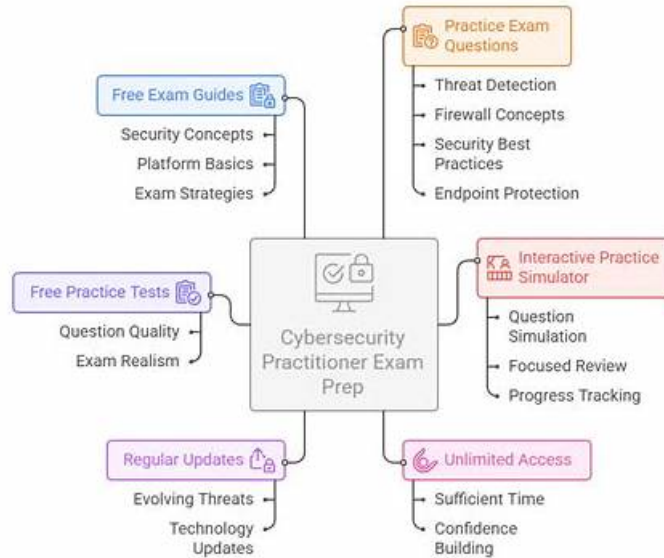 Practice Exam
Questions
Threat Detection
Firewall Concepts
Security Best
Practices
Endpoint Protection
Free Exam Guides
Security Concepts
Platform Basics
Exam Strategies
Interactive Practice
Simulator
Question
Simulation
Focused Review
Progress Tracking
Free Practice Tests
Question Quality
Exam Realism
Cybersecurity
Practitioner Exam
Prep
Regular Updates
Evolving Threats
Technology
Updates
Unlimited Access
Sufficient Time
Confidence
Building